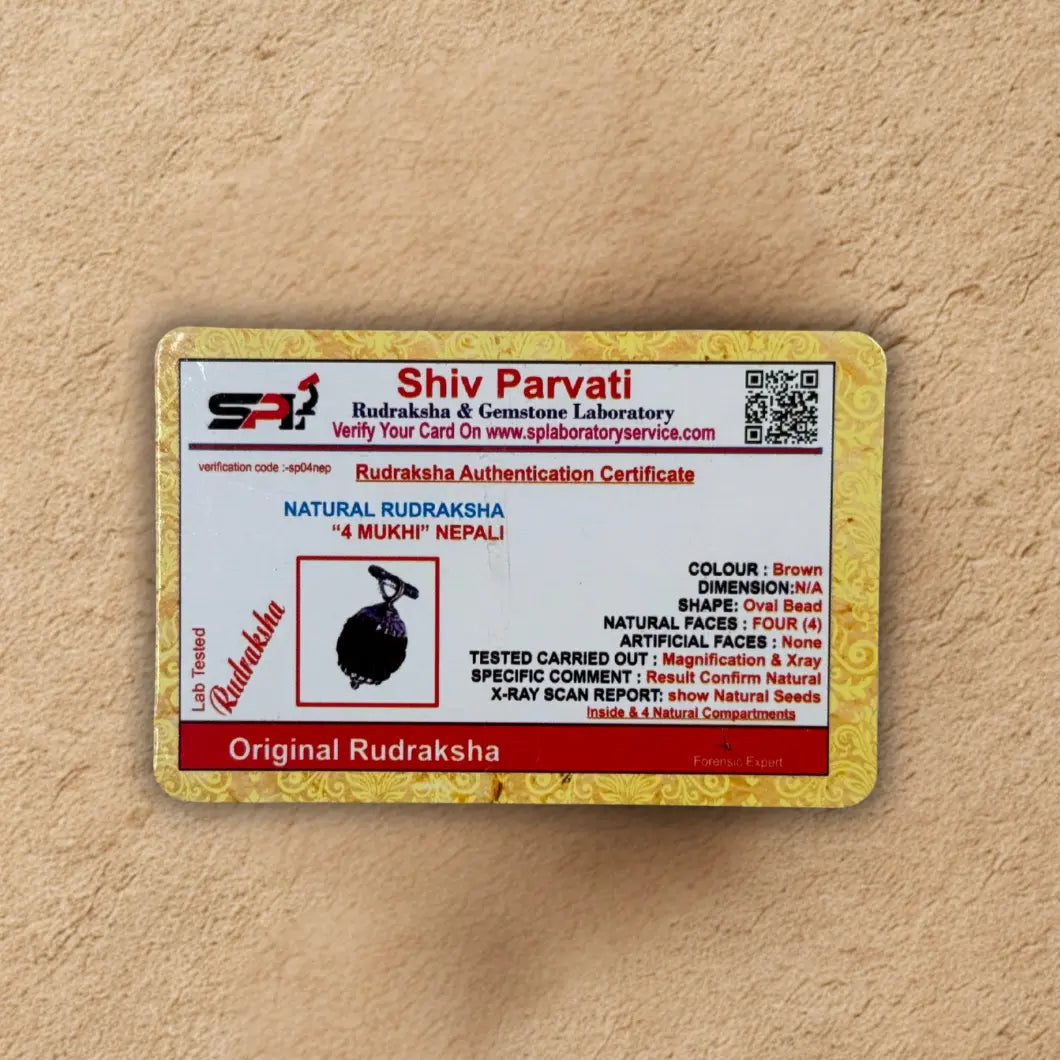 SPL
Shiv Parvati
Rudraksha & Gemstone Laboratory
Verify Your Card On www.splaboratoryservice.com
verification code :-sp04nep
Rudraksha Authentication Certificate
NATURAL RUDRAKSHA
“4 MUKHI” NEPALI
Lab Tested
Rudraksha
COLOUR : Brown
DIMENSION:N/A
SHAPE: Oval Bead
NATURAL FACES : FOUR (4)
ARTIFICIAL FACES : None
TESTED CARRIED OUT : Magnification & Xray
SPECIFIC COMMENT : Result Confirm Natural
X-RAY SCAN REPORT: show Natural Seeds
Inside & 4 Natural Compartments
Original Rudraksha
Forensic Expert